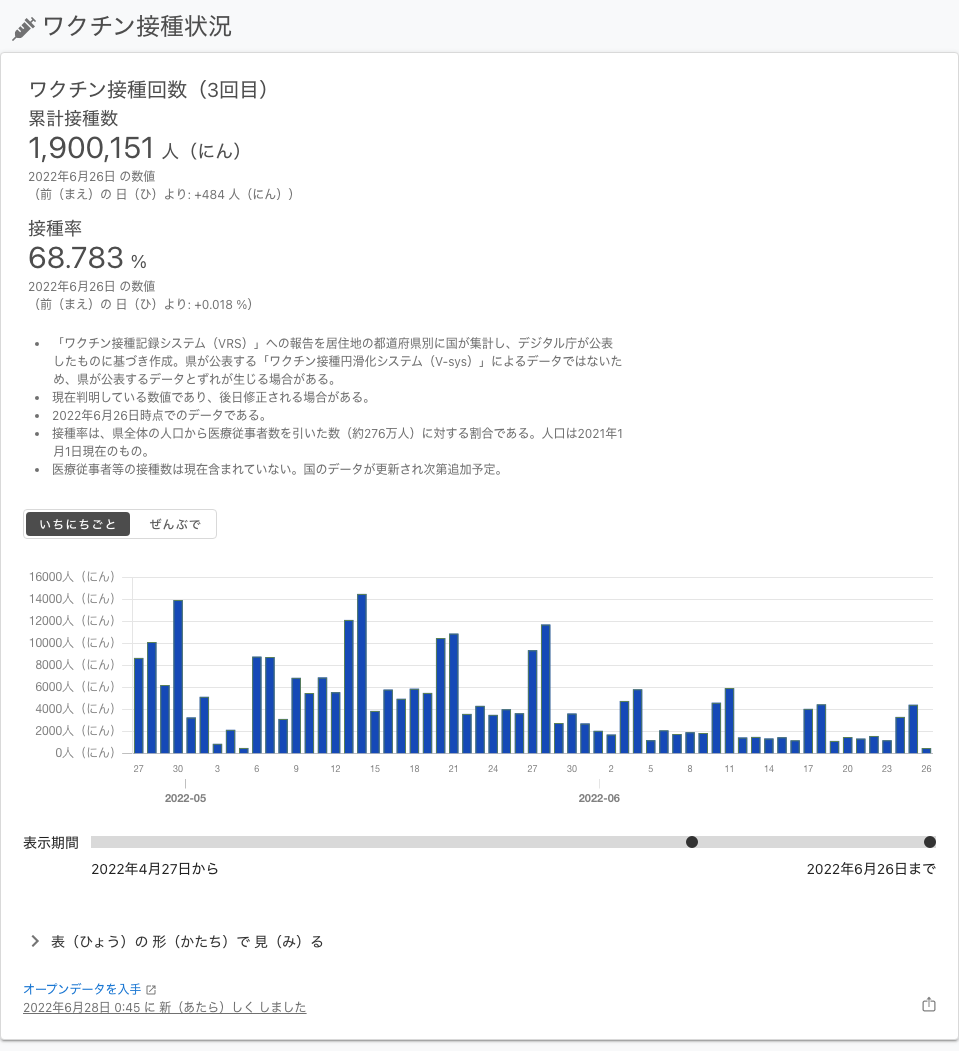 ワクチン接種状況
ワクチン接種回数（3回目）
累計接種数
1,900,151 人（にん）
2022年6月26日 の数値
（前（まえ）の 日（ひ）より: +484 人（にん））
接種率
68.783 %
2022年6月26日 の数値
（前（まえ）の 日（ひ）より: +0.018 %）
• 「ワクチン接種記録システム（VRS）」への報告を居住地の都道府県別に国が集計し、デジタル庁が公表
したものに基づき作成。県が公表する「ワクチン接種円滑化システム（V-sys）」によるデータではないた
め、県が公表するデータとずれが生じる場合がある。
• 現在判明している数値であり、後日修正される場合がある。
• 2022年6月26日時点でのデータである。
• 接種率は、県全体の人口から医療従事者数を引いた数（約276万人）に対する割合である。人口は2021年1
月1日現在のもの。
• 医療従事者等の接種数は現在含まれていない。国のデータが更新され次第追加予定。
いちにちごと ぜんぶで
16000人（にん）
14000人（にん）
12000人（にん）
10000人（にん）
8000人（にん）
6000人（にん）
4000人（にん）
2000人（にん）
0人（にん）
27 30 3 6 9 12 15 18 21 24 27 30 2 5 8 11 14 17 20 23 26
2022-05 2022-06
表示期間
2022年4月27日から 2022年6月26日まで
表（ひょう）の 形（かたち）で 見（み）る
オープンデータを入手
2022年6月28日 0:45 に 新（あたら）しく しました